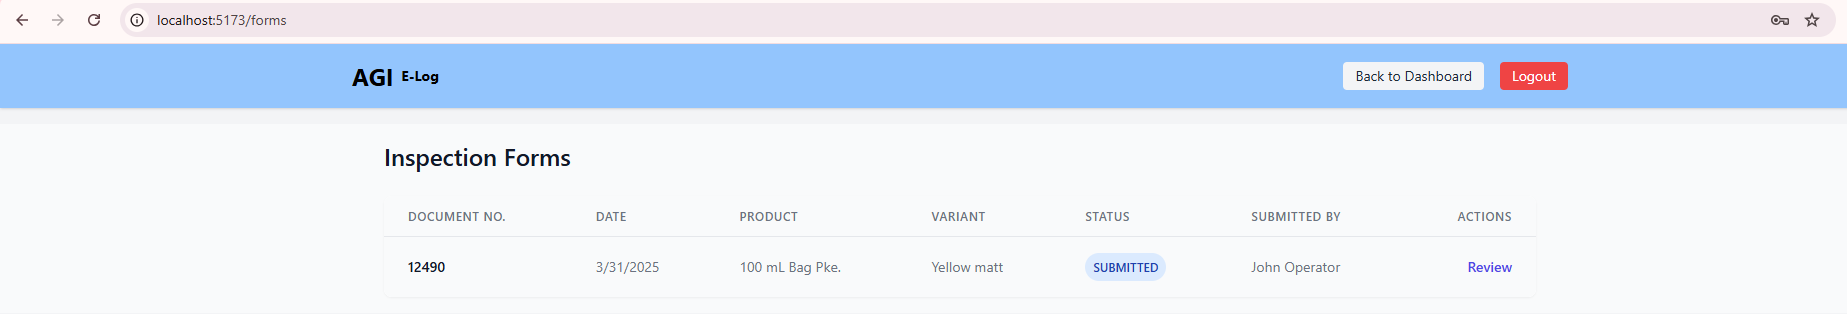 localhost:5173/forms
AGI E-Log
Back to Dashboard
Logout
Inspection Forms
DOCUMENT NO. DATE PRODUCT VARIANT STATUS SUBMITTED BY ACTIONS
12490 3/31/2025 100 mL Bag Pke. Yellow matt SUBMITTED John Operator Review